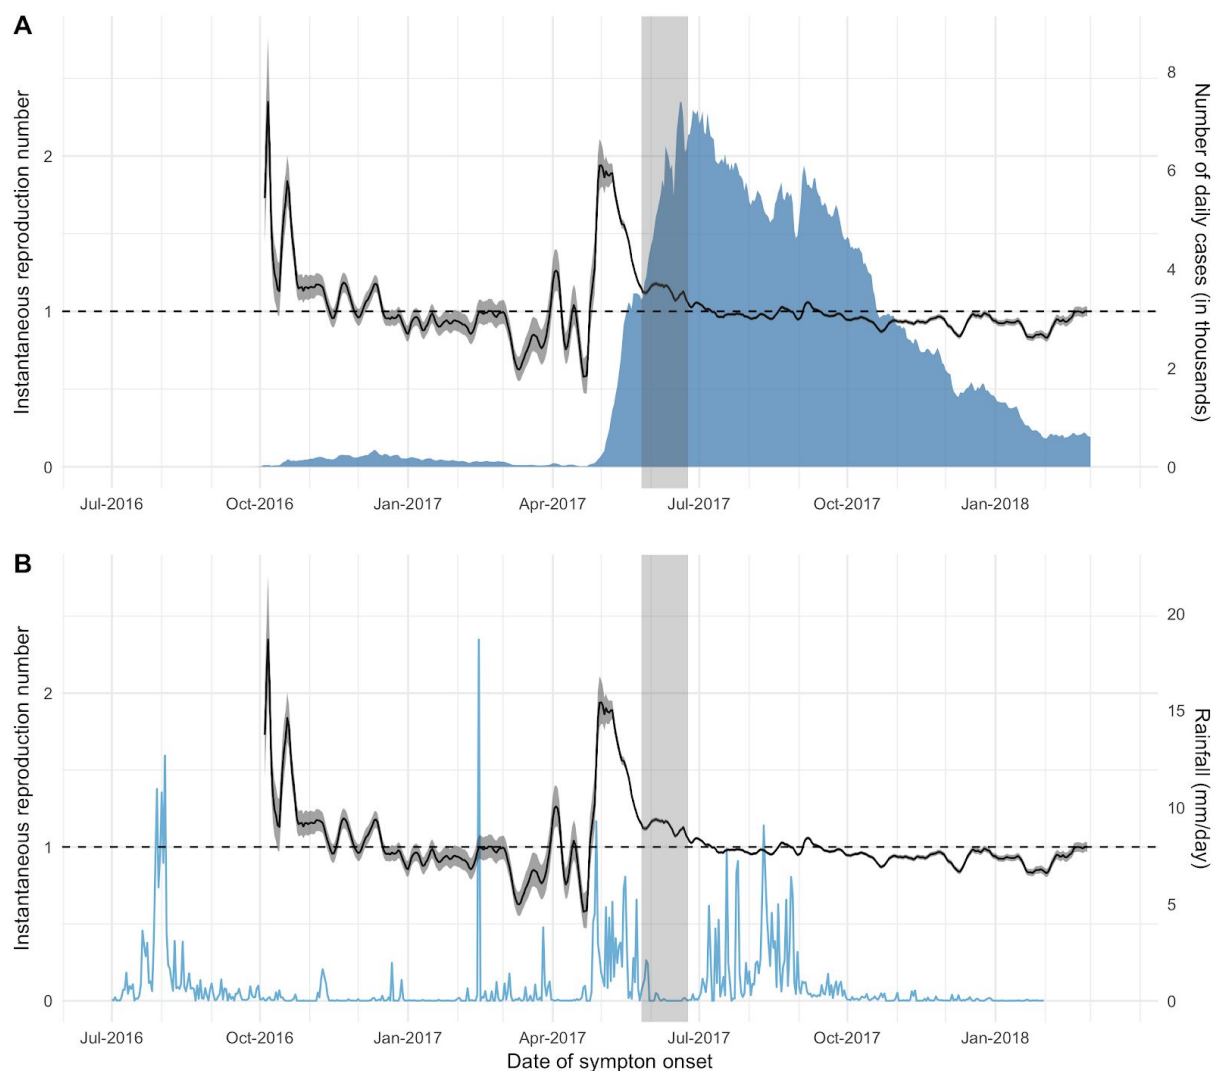 A
Instantaneous reproduction number
Number of daily cases (in thousands)
2
1
0
8
6
4
2
0
Jul-2016 Oct-2016 Jan-2017 Apr-2017 Jul-2017 Oct-2017 Jan-2018
B
Instantaneous reproduction number
Rainfall (mm/day)
2
1
0
20
15
10
5
0
Jul-2016 Oct-2016 Jan-2017 Apr-2017 Jul-2017 Oct-2017 Jan-2018
Date of sympton onset